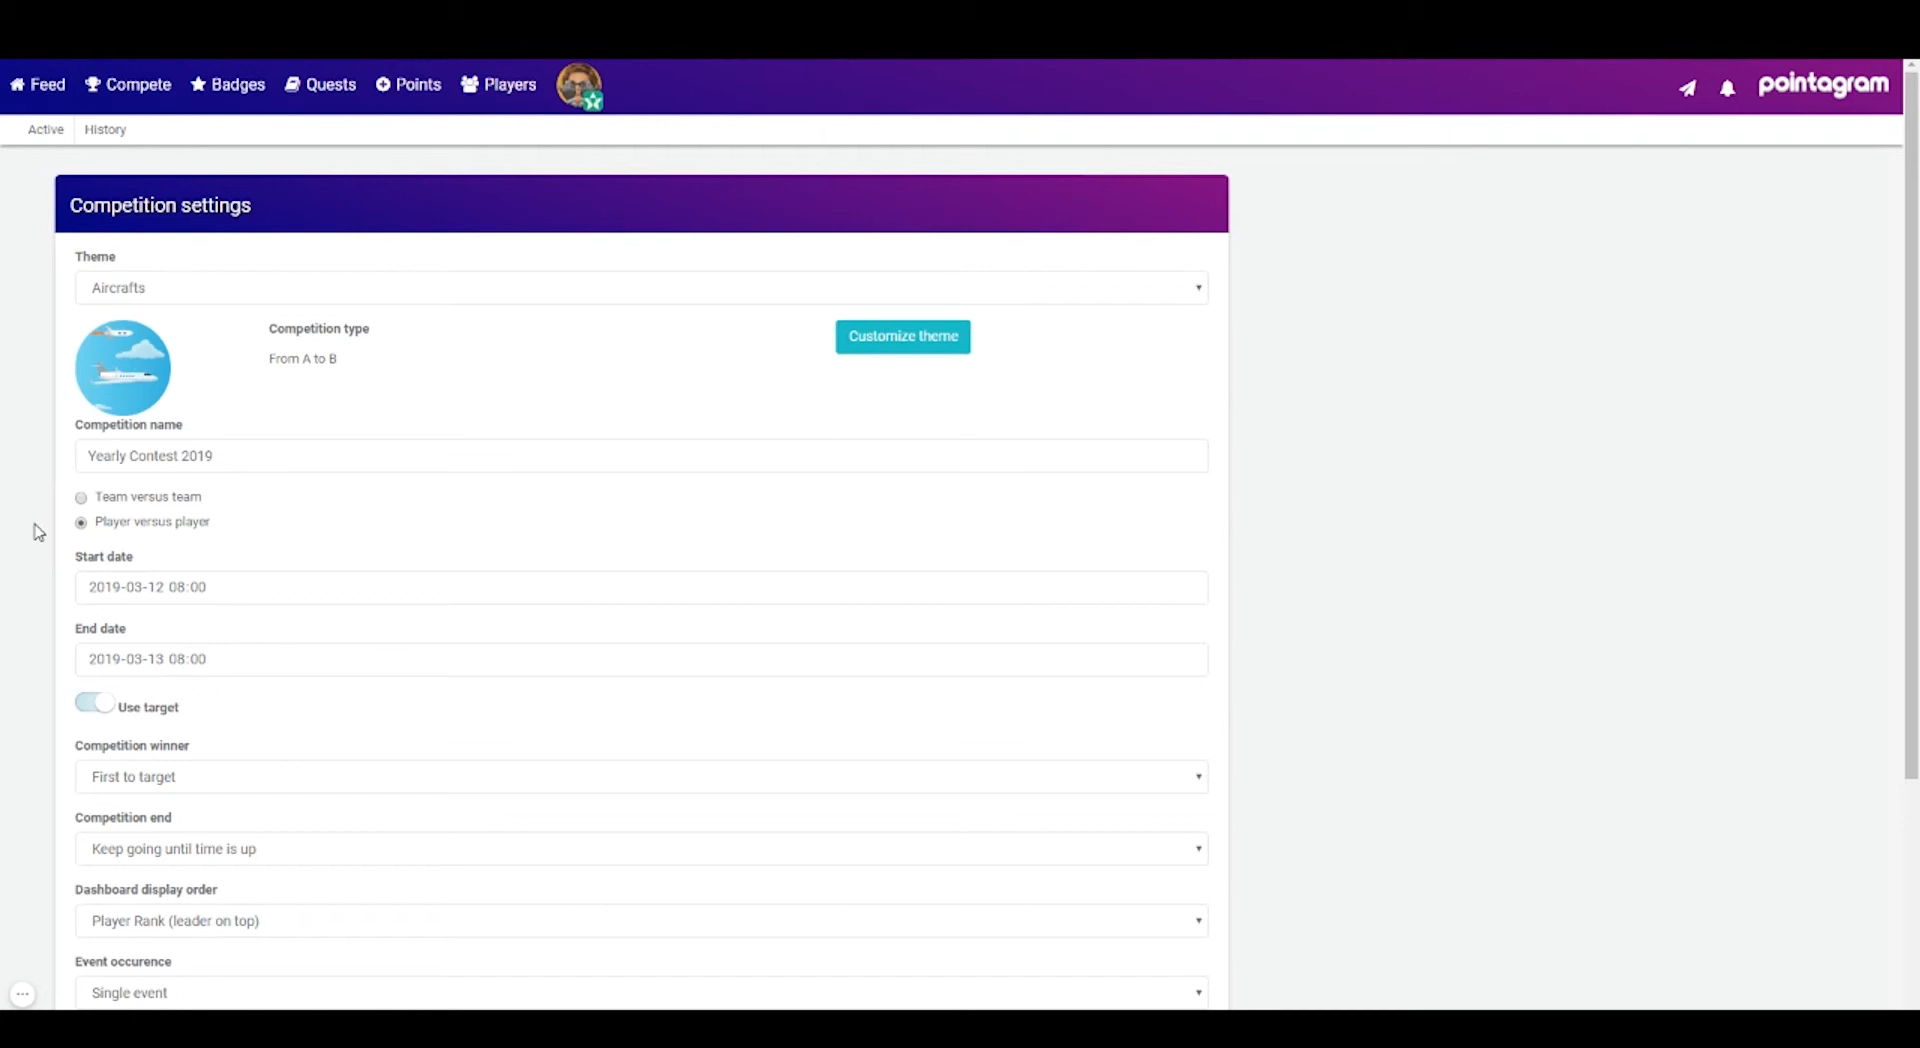 Feed Compete Badges Quests Points Players pointagram
Active History
Competition settings
Theme
Aircrafts
Competition type
Customize theme
From A to B
Competition name
Yearly Contest 2019
Team versus team
Player versus player
Start date
2019-03-12 08:00
End date
2019-03-13 08:00
Use target
Competition winner
First to target
Competition end
Keep going until time is up
Dashboard display order
Player Rank (leader on top)
Event occurence
Single event